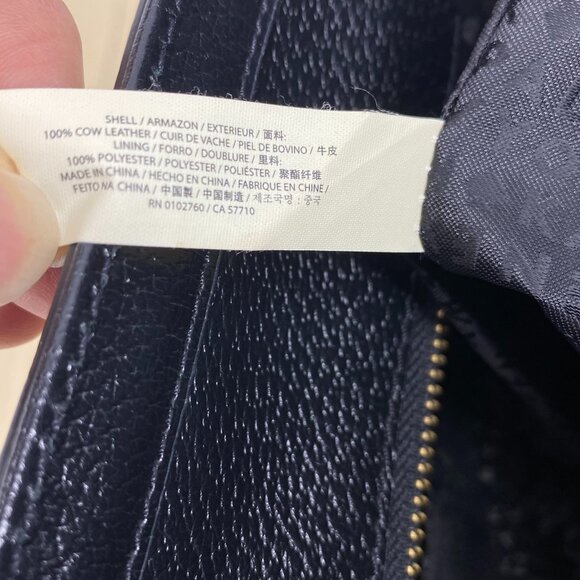 SHELL / ARMAZON / EXTERIEUR / 面料:
100% COW LEATHER / CUIR DE VACHE / PIEL DE BOVINO / 牛皮
LINING / FORRO / DOUBLURE / 里料:
100% POLYESTER / POLYESTER / POLIÉSTER / 聚酯纤维
MADE IN CHINA / HECHO EN CHINA / FABRIQUE EN CHINE /
FEITO NA CHINA / 中国製 / 中国制造 / 제조국명 : 중국
RN 0102760 / CA 57710